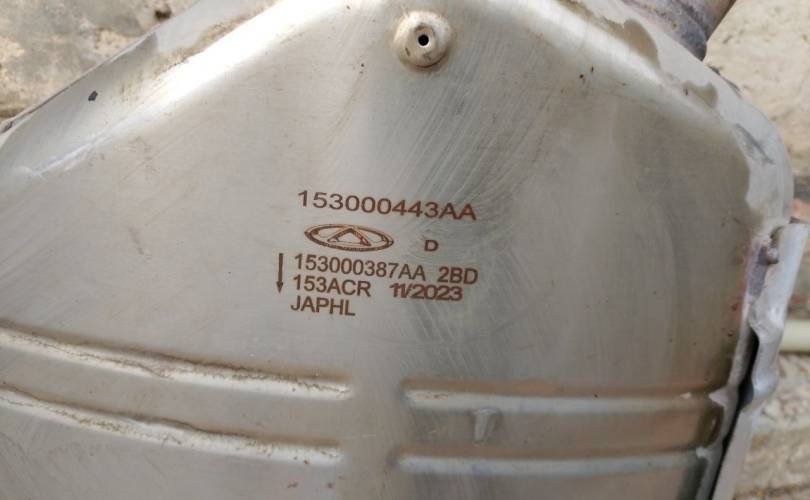 153000443AA
D
153000387AA 2BD
153ACR 11/2023
JAPHL